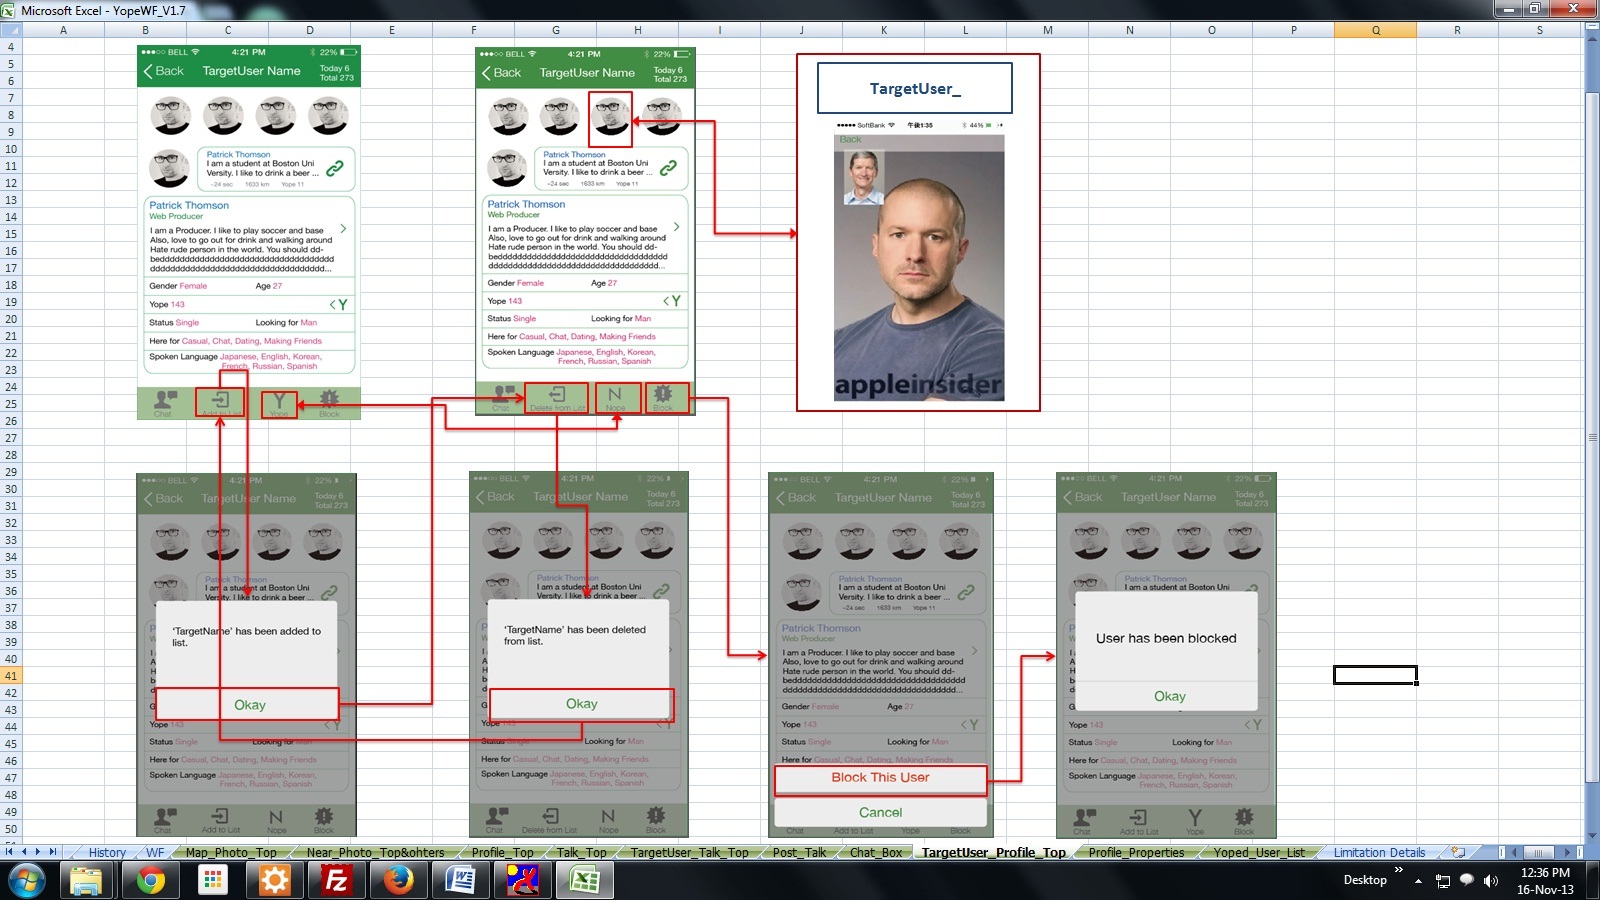 Microsoft Excel - YopeWF_V1.7
A B C D E F G H I J K L M N O P Q R S
4
5
6
7
8
9
10
11
12
13
14
15
16
17
18
19
20
21
22
23
24
25
26
27
28
29
30
31
32
33
34
35
36
37
38
39
40
41
42
43
44
45
46
47
48
49
50
BELL 4:21 PM 22%
Back TargetUser Name Today 6
Total 273
Patrick Thomson
I am a student at Boston Uni
Versity. I like to drink a beer ...
~24 sec 1633 km Yope 11
Patrick Thomson
Web Producer
I am a Producer. I like to play soccer and base
Also, love to go out for drink and walking around
Hate rude person in the world. You should dd-
beddddddddddddddddddddddddddddddddddddd
dddddddddddddddddddddddddddddddddddddd...
Gender Female Age 27
Yope 143 <Y
Status Single Looking for Man
Here for Casual, Chat, Dating, Making Friends
Spoken Language Japanese, English, Korean,
French, Russian, Spanish
Chat Add to List Yope Block
BELL 4:21 PM 22%
Back TargetUser Name Today 6
Total 273
Patrick Thomson
I am a student at Boston Uni
Versity. I like to drink a beer ...
~24 sec 1633 km Yope 11
Patrick Thomson
Web Producer
I am a Producer. I like to play soccer and base
Also, love to go out for drink and walking around
Hate rude person in the world. You should dd-
beddddddddddddddddddddddddddddddddddddd
dddddddddddddddddddddddddddddddddddddd...
Gender Female Age 27
Yope 143 <Y
Status Single Looking for Man
Here for Casual, Chat, Dating, Making Friends
Spoken Language Japanese, English, Korean,
French, Russian, Spanish
Chat Delete from List Nope Block
TargetUser_
SoftBank 午後1:35 44%
Back
appleinsider
BELL 4:21 PM 22%
Back TargetUser Name Today 6
Total 273
Patrick Thomson
I am a student at Boston Uni
Versity. I like to drink a beer ...
'TargetName' has been added to
list.
Okay
Yope 143 <Y
Status Single Looking for Man
Here for Casual, Chat, Dating, Making Friends
Spoken Language Japanese, English, Korean,
French, Russian, Spanish
Chat Add to List Nope Block
BELL 4:21 PM 22%
Back TargetUser Name Today 6
Total 273
Patrick Thomson
I am a student at Boston Uni
Versity. I like to drink a beer ...
'TargetName' has been deleted
from list.
Okay
Yope 143 <Y
Status Single Looking for Man
Here for Casual, Chat, Dating, Making Friends
Spoken Language Japanese, English, Korean,
French, Russian, Spanish
Chat Delete from List Nope Block
BELL 4:21 PM 22%
Back TargetUser Name Today 6
Total 273
Patrick Thomson
I am a student at Boston Uni
Versity. I like to drink a beer ...
~24 sec 1633 km Yope 11
Patrick Thomson
Web Producer
I am a Producer. I like to play soccer and base
Also, love to go out for drink and walking around
Hate rude person in the world. You should dd-
beddddddddddddddddddddddddddddddddddddd
dddddddddddddddddddddddddddddddddddddd...
Gender Female Age 27
Yope 143 <Y
Status Single Looking for Man
Here for Casual, Chat, Dating, Making Friends
Block This User
Cancel
Chat Add to List Yope Block
BELL 4:21 PM 22%
Back TargetUser Name Today 6
Total 273
Patrick Thomson
I am a student at Boston Uni
User has been blocked
Okay
Yope 143 <Y
Status Single Looking for Man
Here for Casual, Chat, Dating, Making Friends
Spoken Language Japanese, English, Korean,
French, Russian, Spanish
Chat Add to List Yope Block
History WF Map_Photo_Top Near_Photo_Top&ohters Profile_Top Talk_Top TargetUser_Talk_Top Post_Talk Chat_Box TargetUser_Profile_Top Profile_Properties Yoped_User_List Limitation Details
Desktop » 12:36 PM
16-Nov-13